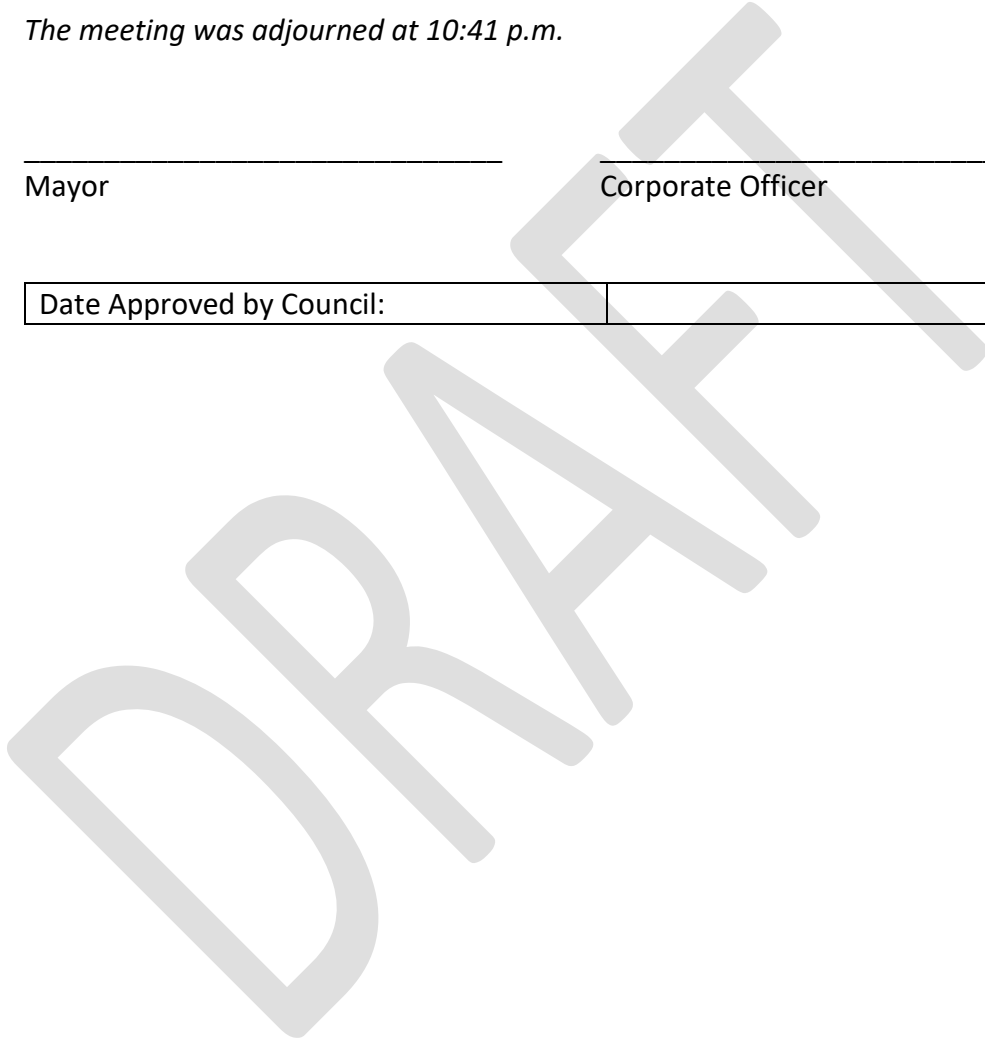 The meeting was adjourned at 10:41 p.m.
Mayor Corporate Officer
Date Approved by Council:
DRAFT